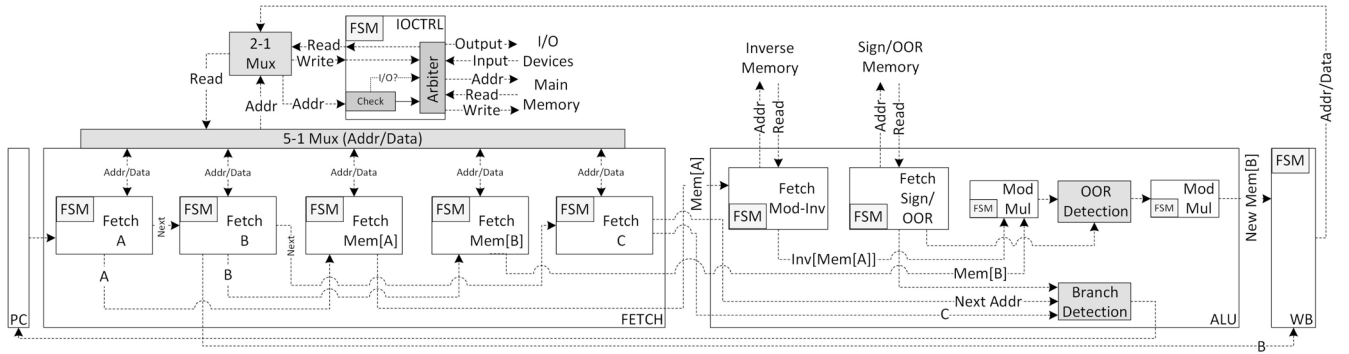 FSM IOCTRL
2-1
Mux
Read
Write
Read
Addr
Addr
I/O?
Check
Arbiter
Output
Input
Addr
Read
Write
I/O
Devices
Main
Memory
Inverse
Memory
Sign/OOR
Memory
Addr
Read
Addr
Read
Addr/Data
5-1 Mux (Addr/Data)
Addr/Data
Addr/Data
Addr/Data
Addr/Data
Addr/Data
FSM
Fetch
A
Next
FSM
Fetch
B
Next
FSM
Fetch
Mem[A]
FSM
Fetch
Mem[B]
FSM
Fetch
C
Mem[A]
Fetch
Mod-Inv
FSM
Fetch
Sign/
OOR
FSM
Mod
Mul
FSM
OOR
Detection
Mod
Mul
FSM
New Mem[B]
FSM
A
B
Inv[Mem[A]]
Mem[B]
Next Addr
C
Branch
Detection
PC
FETCH
ALU
WB
B